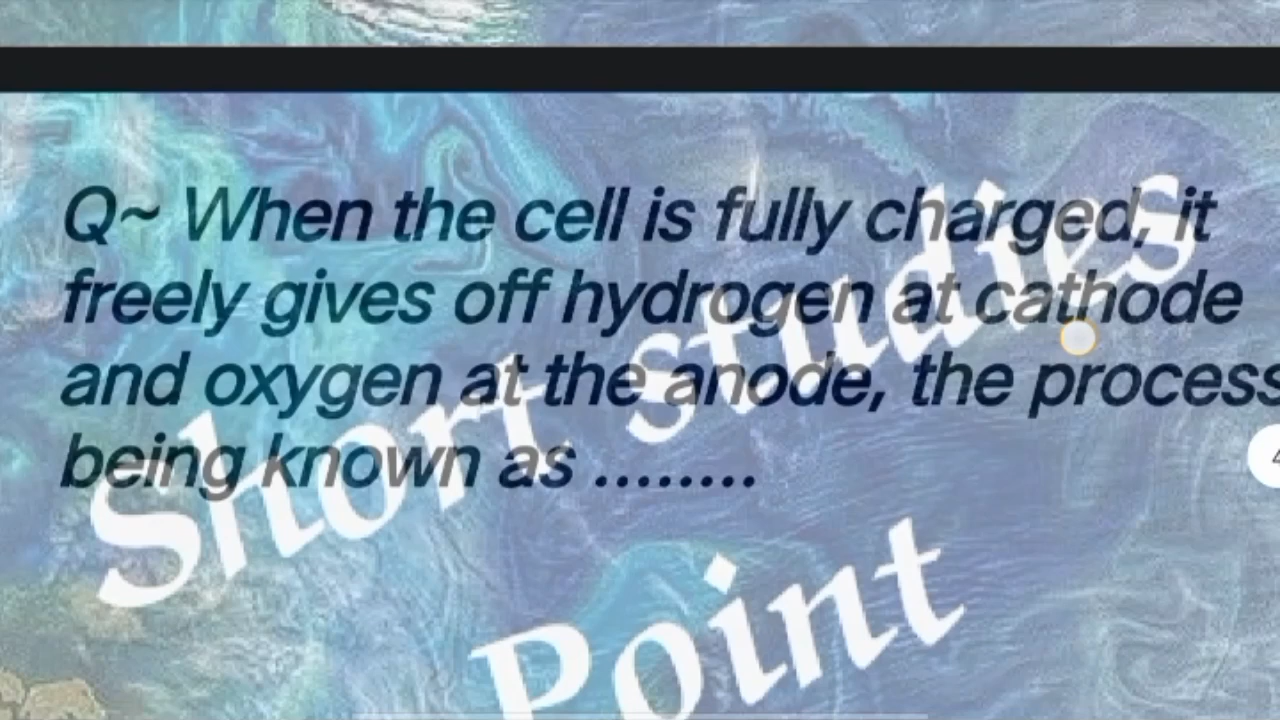 Q~ When the cell is fully charged, it
freely gives off hydrogen at cathode
and oxygen at the anode, the process
being known as ........
Short studies
Point
4